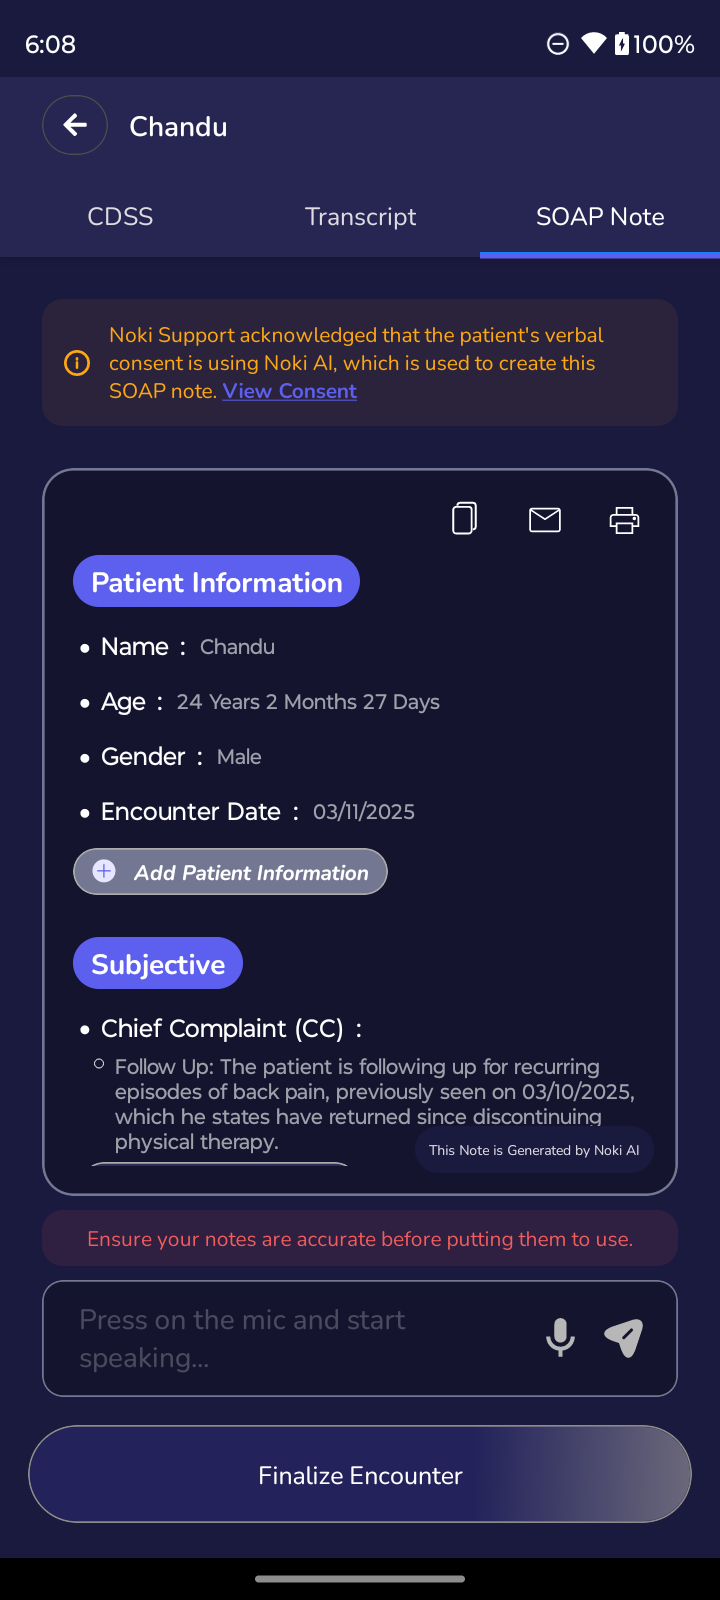 6:08
100%
Chandu
CDSS
Transcript
SOAP Note
Noki Support acknowledged that the patient's verbal
consent is using Noki AI, which is used to create this
SOAP note. View Consent
Patient Information
• Name : Chandu
• Age : 24 Years 2 Months 27 Days
• Gender : Male
• Encounter Date : 03/11/2025
Add Patient Information
Subjective
• Chief Complaint (CC) :
Follow Up: The patient is following up for recurring
episodes of back pain, previously seen on 03/10/2025,
which he states have returned since discontinuing
physical therapy.
This Note is Generated by Noki AI
Ensure your notes are accurate before putting them to use.
Press on the mic and start
speaking...
Finalize Encounter